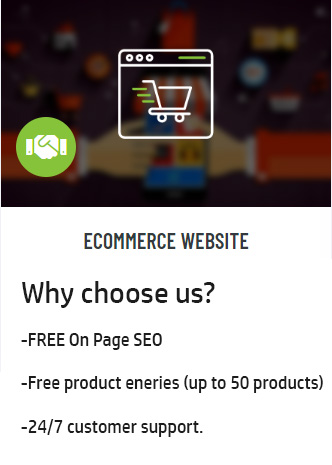 ECOMMERCE WEBSITE
Why choose us?
-FREE On Page SEO
-Free product eneries (up to 50 products)
-24/7 customer support.